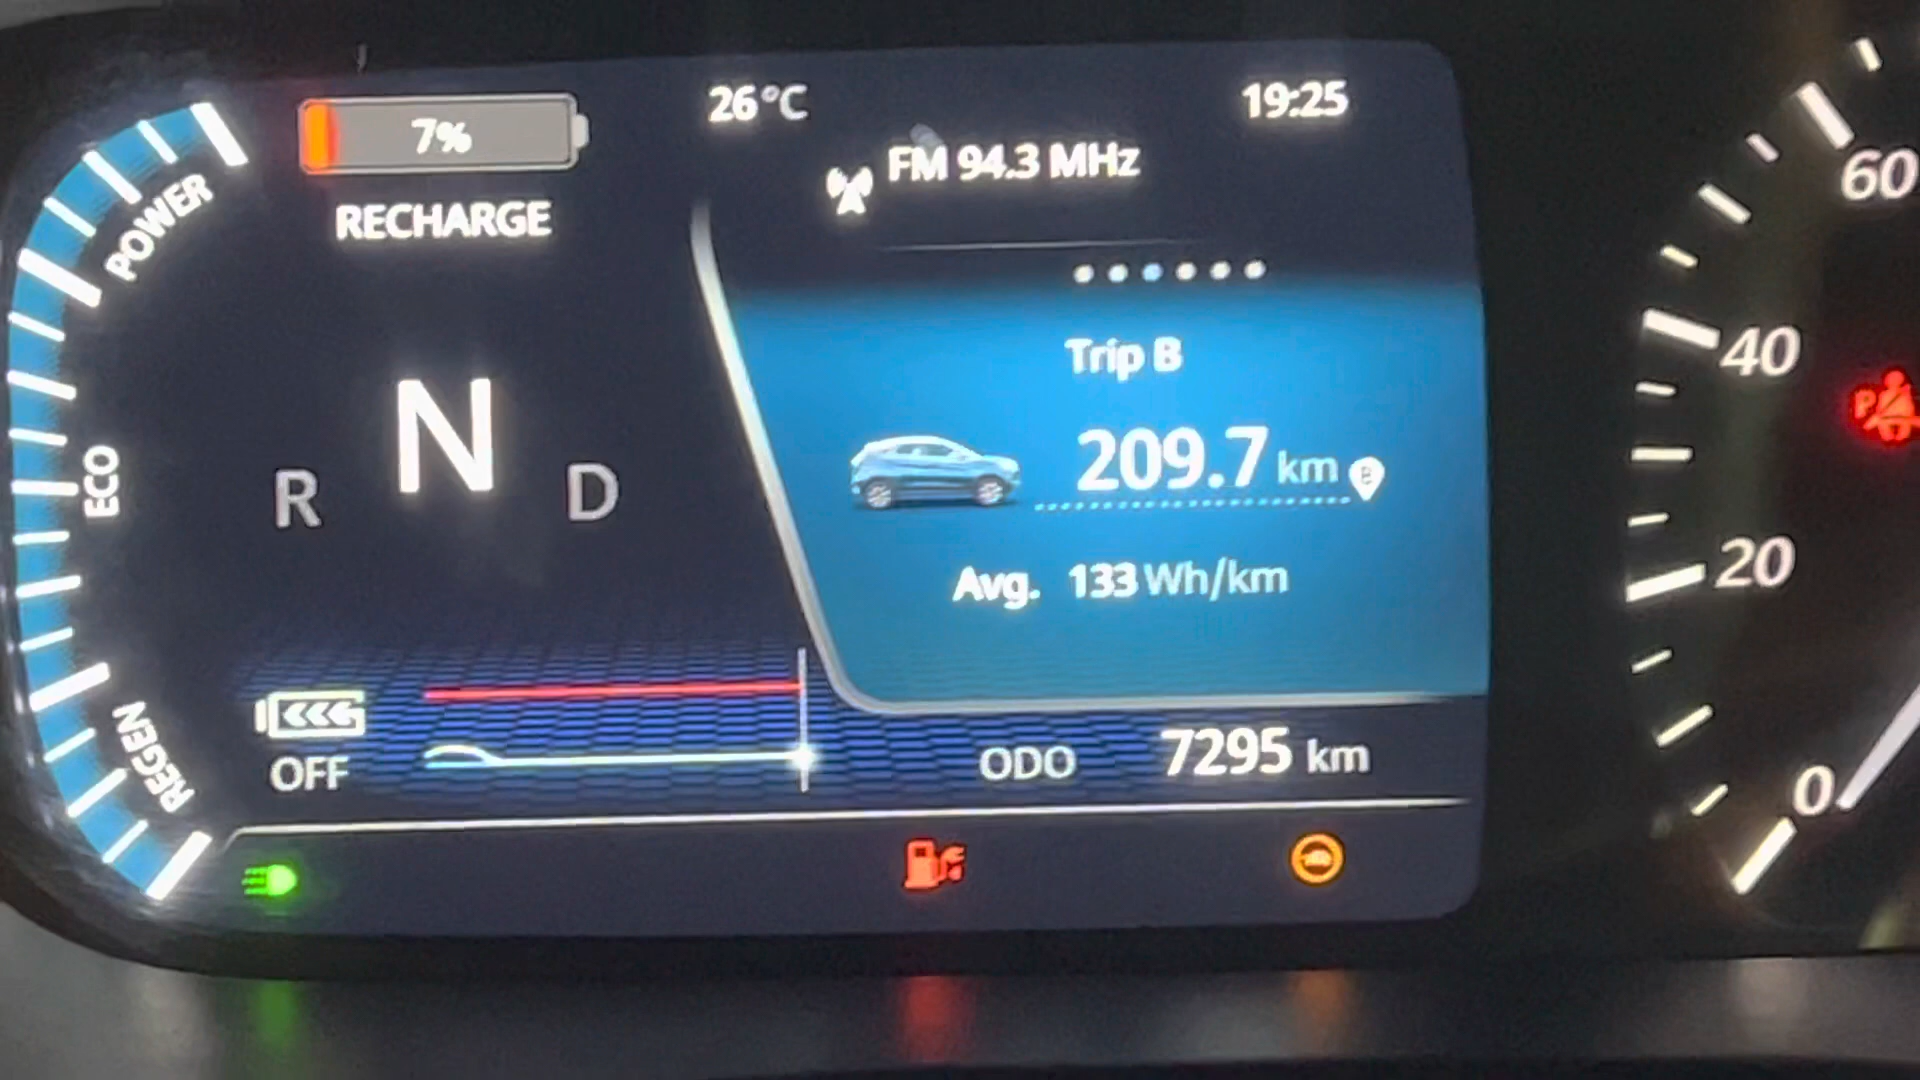 7%
RECHARGE
26°C
19:25
FM 94.3 MHz
POWER
ECO
REGEN
R N D
Trip B
209.7 km
B
Avg. 133 Wh/km
OFF
ODO 7295 km
60
40
20
0
P